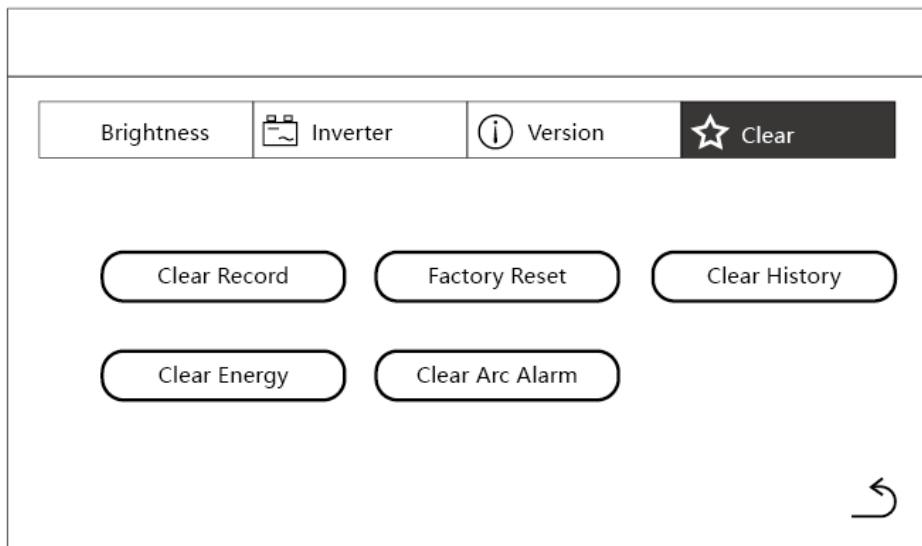 Brightness Inverter Version Clear
Clear Record Factory Reset Clear History
Clear Energy Clear Arc Alarm